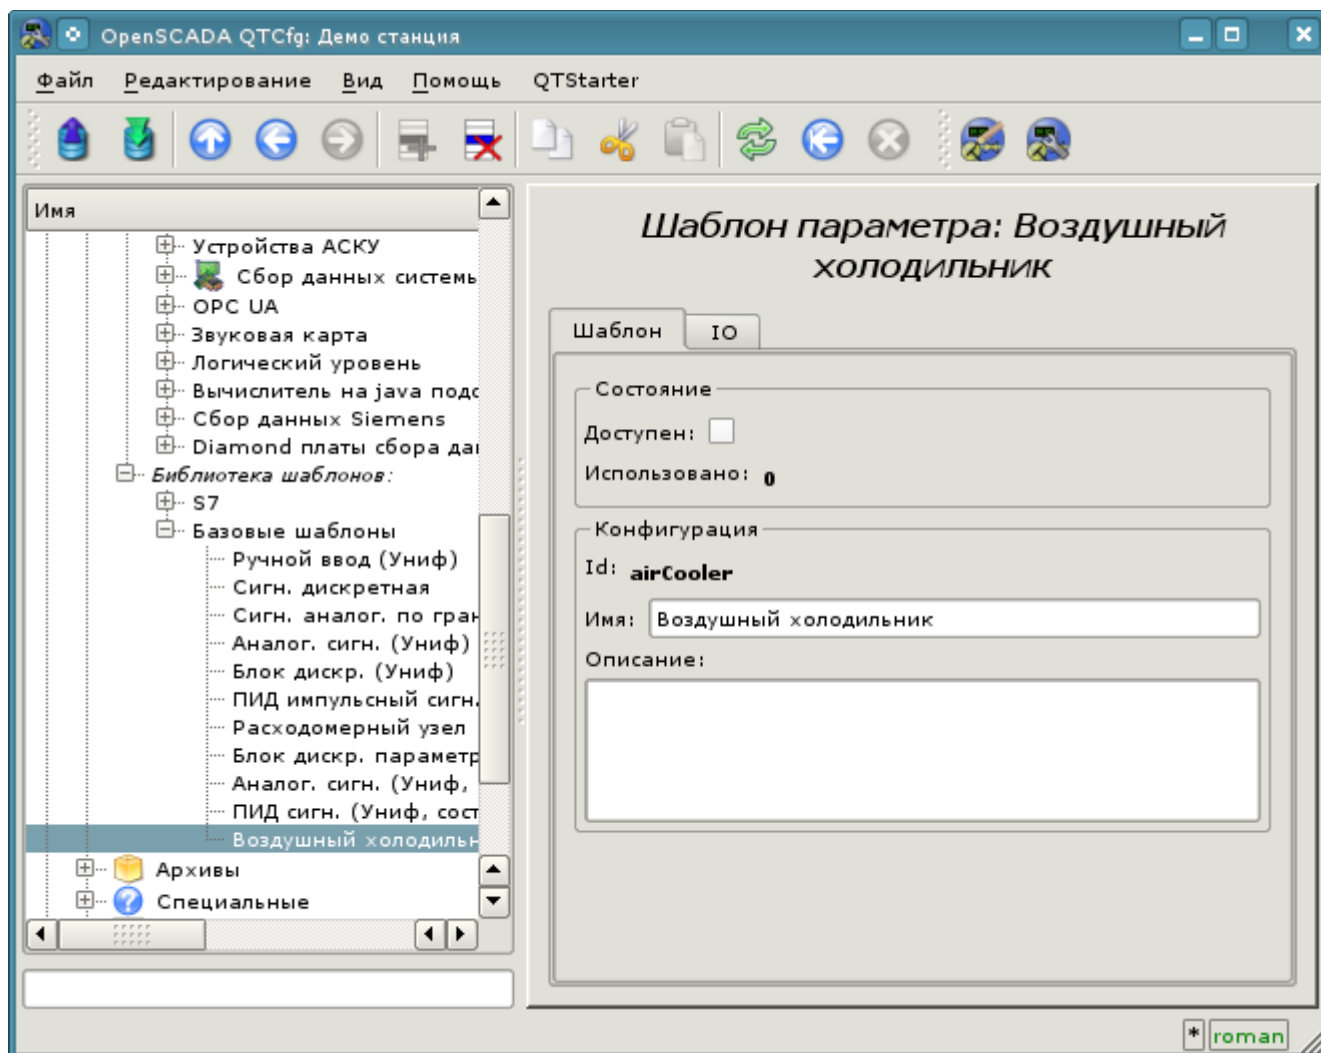 OpenSCADA QTCfg: Демо станция
Файл Редактирование Вид Помощь QTStarter
Имя
Устройства АСКУ
Сбор данных системы
OPC UA
Звуковая карта
Логический уровень
Вычислитель на java подо
Сбор данных Siemens
Diamond платы сбора дан
Библиотека шаблонов:
S7
Базовые шаблоны
Ручной ввод (Униф)
Сигн. дискретная
Сигн. аналог. по гран
Аналог. сигн. (Униф)
Блок дискр. (Униф)
ПИД импульсный сигн.
Расходомерный узел
Блок дискр. параметр
Аналог. сигн. (Униф,
ПИД сигн. (Униф, сост
Воздушный холодильн
Архивы
Специальные
Шаблон параметра: Воздушный
холодильник
Шаблон IO
Состояние
Доступен:
Использовано: 0
Конфигурация
Id: airCooler
Имя: Воздушный холодильник
Описание:
* roman